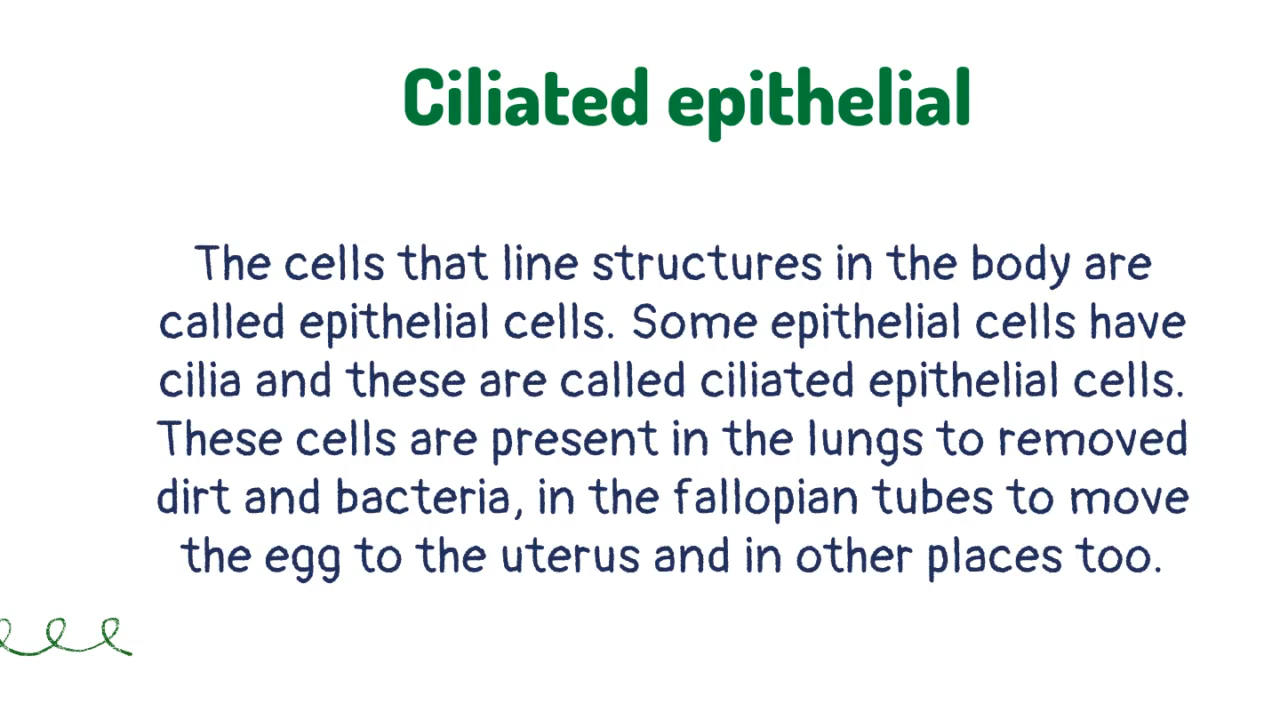 Ciliated epithelial
The cells that line structures in the body are
called epithelial cells. Some epithelial cells have
cilia and these are called ciliated epithelial cells.
These cells are present in the lungs to removed
dirt and bacteria, in the fallopian tubes to move
the egg to the uterus and in other places too.